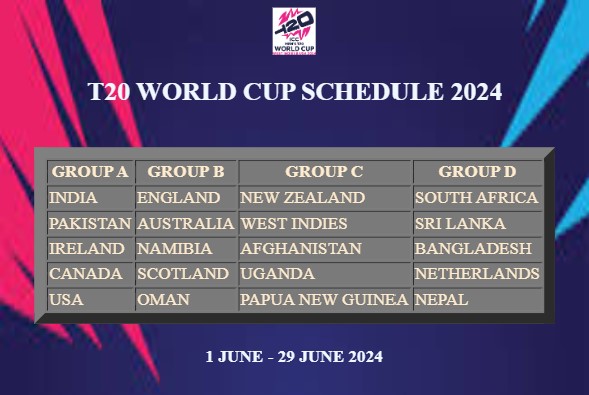 T20
ICC
MEN'S T20
WORLD CUP
T20 WORLD CUP SCHEDULE 2024
GROUP A GROUP B GROUP C GROUP D
INDIA ENGLAND NEW ZEALAND SOUTH AFRICA
PAKISTAN AUSTRALIA WEST INDIES SRI LANKA
IRELAND NAMIBIA AFGHANISTAN BANGLADESH
CANADA SCOTLAND UGANDA NETHERLANDS
USA OMAN PAPUA NEW GUINEA NEPAL
1 JUNE - 29 JUNE 2024